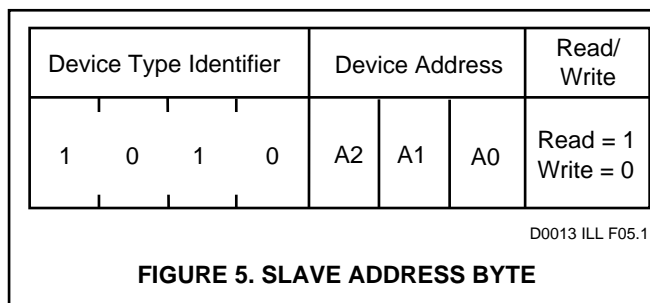 Device Type Identifier Device Address Read/
Write
1 0 1 0 A2 A1 A0 Read = 1
Write = 0
D0013 ILL F05.1
FIGURE 5. SLAVE ADDRESS BYTE